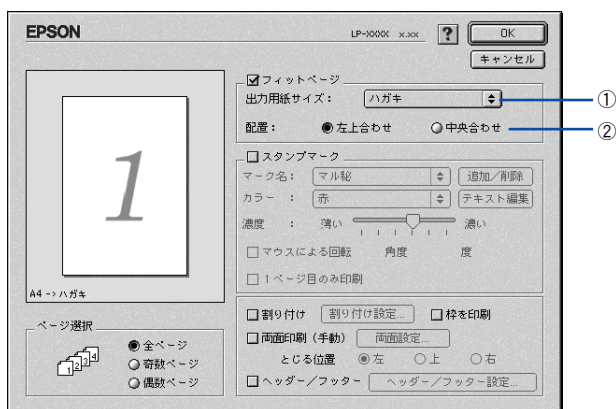 EPSON
LP-XXXX x.xx
?
OK
キャンセル
フィットページ
出力用紙サイズ： ハガキ
①
配置： 左上合わせ 中央合わせ
②
1
A4 -> ハガキ
スタンプマーク
マーク名： マル秘 追加／削除
カラー ： 赤 テキスト編集
濃度 ： 薄い 濃い
マウスによる回転 角度 度
1ページ目のみ印刷
ページ選択
1 2 3 4
全ページ
奇数ページ
偶数ページ
割り付け 割り付け設定... 枠を印刷
両面印刷（手動） 両面設定...
とじる位置 左 上 右
ヘッダー／フッター ヘッダー／フッター設定...